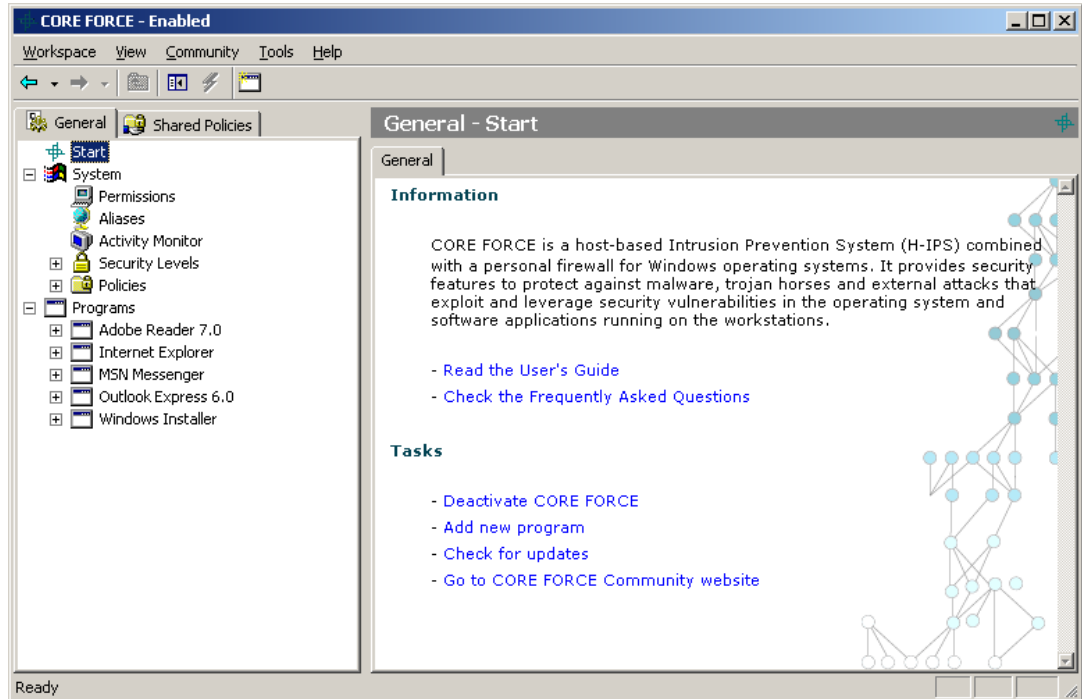 CORE FORCE - Enabled
Workspace View Community Tools Help
General Shared Policies
Start
System
Permissions
Aliases
Activity Monitor
Security Levels
Policies
Programs
Adobe Reader 7.0
Internet Explorer
MSN Messenger
Outlook Express 6.0
Windows Installer
General - Start
General
Information
CORE FORCE is a host-based Intrusion Prevention System (H-IPS) combined
with a personal firewall for Windows operating systems. It provides security
features to protect against malware, trojan horses and external attacks that
exploit and leverage security vulnerabilities in the operating system and
software applications running on the workstations.
- Read the User's Guide
- Check the Frequently Asked Questions
Tasks
- Deactivate CORE FORCE
- Add new program
- Check for updates
- Go to CORE FORCE Community website
Ready